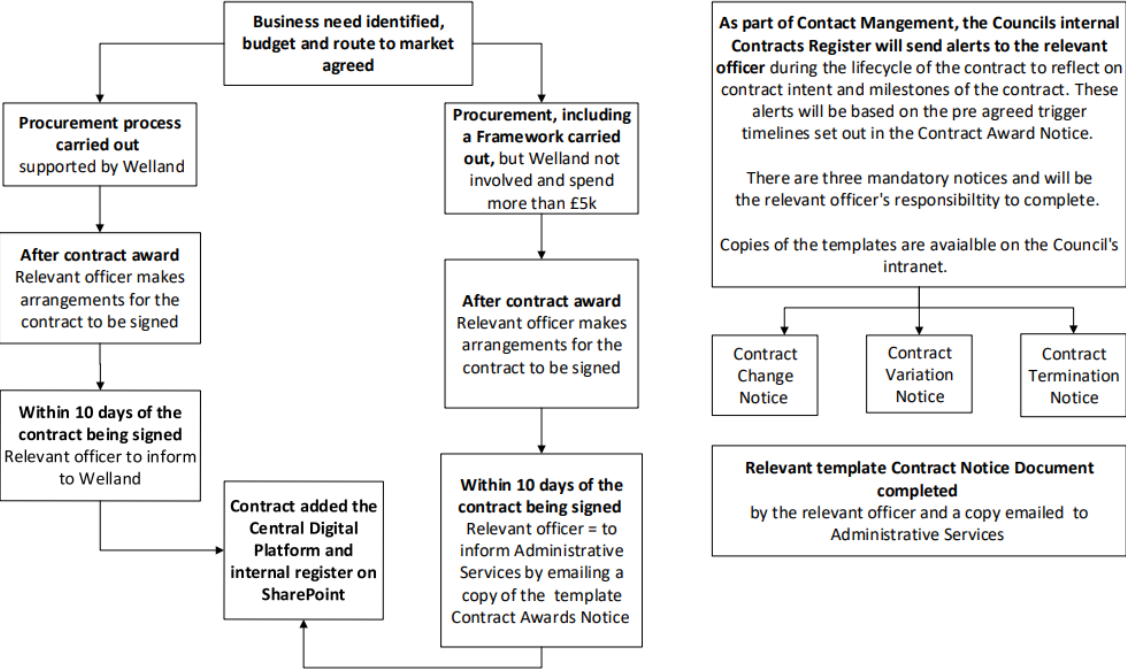 Business need identified,
budget and route to market
agreed
Procurement process
carried out
supported by Welland
After contract award
Relevant officer makes
arrangements for the
contract to be signed
Within 10 days of the
contract being signed
Relevant officer to inform
to Welland
Procurement, including
a Framework carried
out, but Welland not
involved and spend
more than £5k
After contract award
Relevant officer makes
arrangements for the
contract to be signed
Within 10 days of the
contract being signed
Relevant officer = to
inform Administrative
Services by emailing a
copy of the template
Contract Awards Notice
Contract added the
Central Digital
Platform and
internal register on
SharePoint
As part of Contact Mangement, the Councils internal
Contracts Register will send alerts to the relevant
officer during the lifecycle of the contract to reflect on
contract intent and milestones of the contract. These
alerts will be based on the pre agreed trigger
timelines set out in the Contract Award Notice.
There are three mandatory notices and will be
the relevant officer's responsibiltity to complete.
Copies of the templates are avaialble on the Council's
intranet.
Contract
Change
Notice
Contract
Variation
Notice
Contract
Termination
Notice
Relevant template Contract Notice Document
completed
by the relevant officer and a copy emailed to
Administrative Services